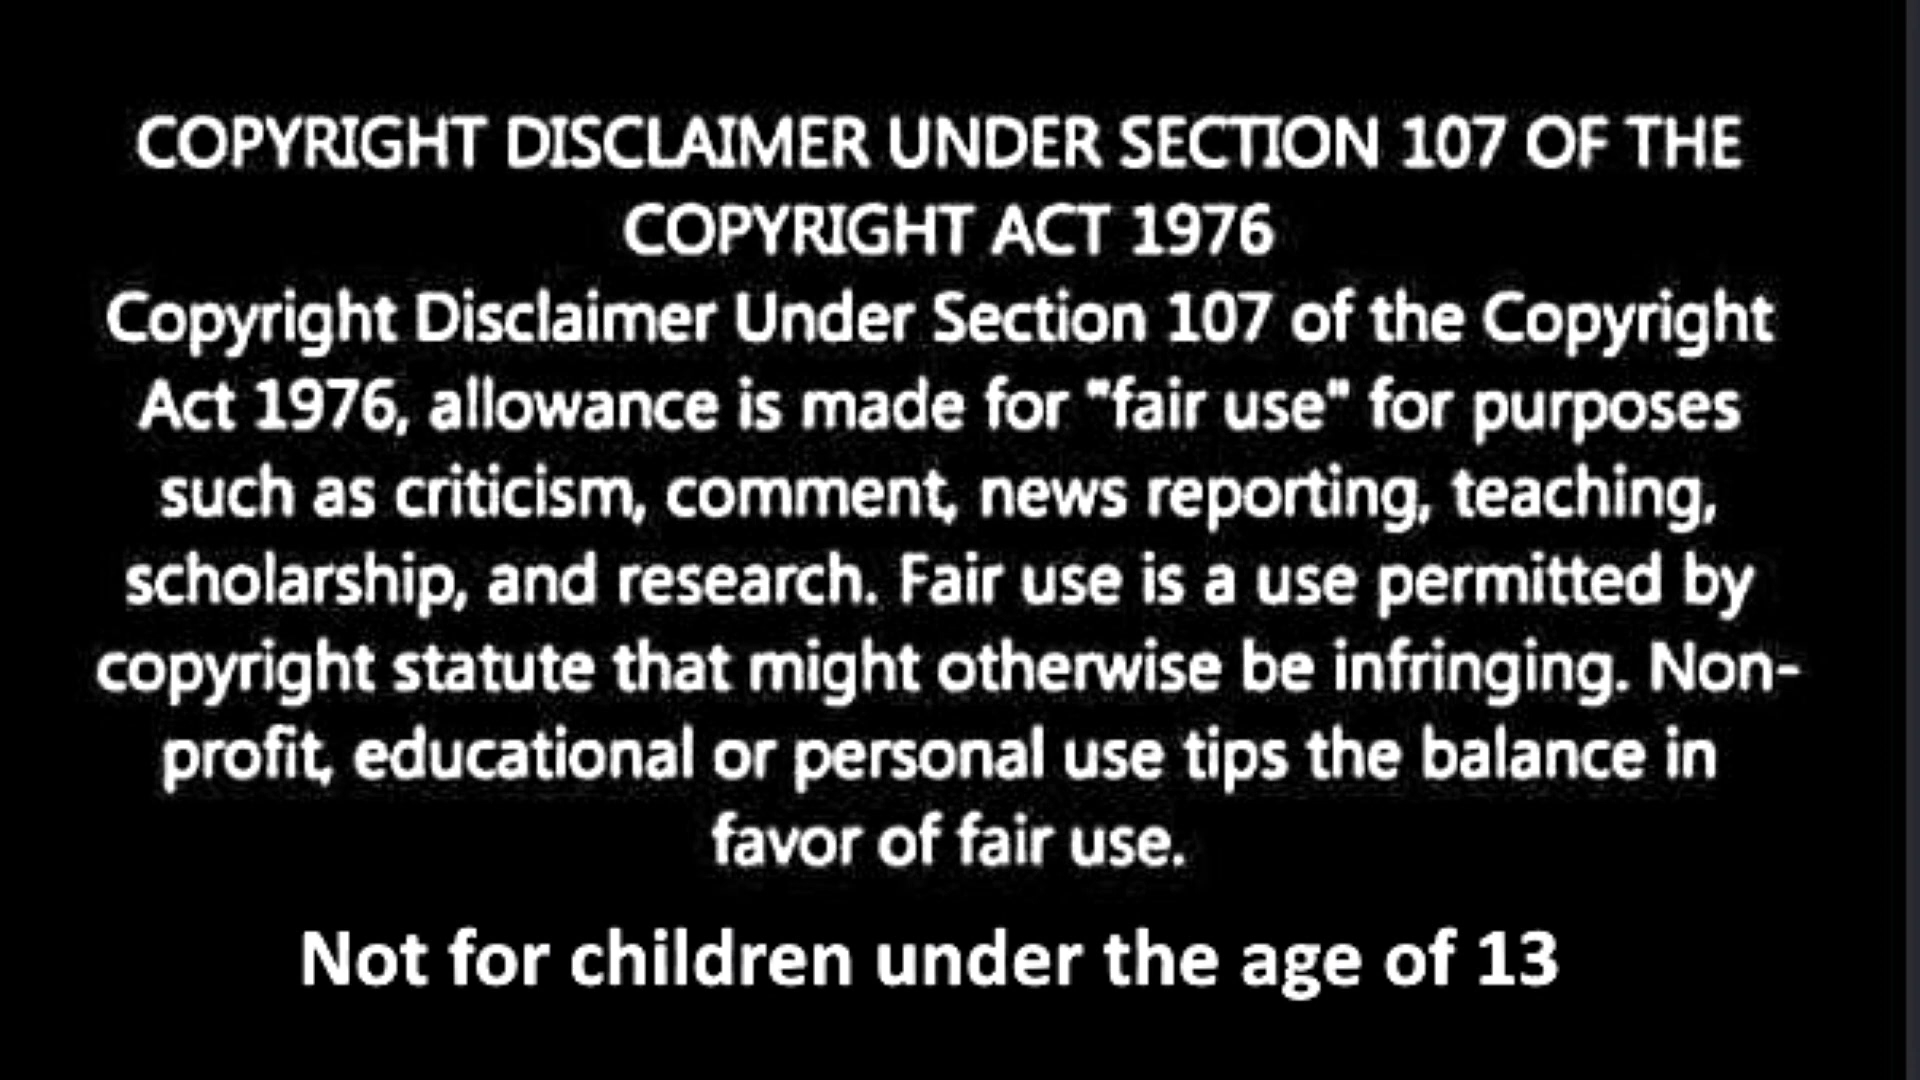 COPYRIGHT DISCLAIMER UNDER SECTION 107 OF THE
COPYRIGHT ACT 1976
Copyright Disclaimer Under Section 107 of the Copyright
Act 1976, allowance is made for "fair use" for purposes
such as criticism, comment, news reporting, teaching,
scholarship, and research. Fair use is a use permitted by
copyright statute that might otherwise be infringing. Non-
profit, educational or personal use tips the balance in
favor of fair use.
Not for children under the age of 13